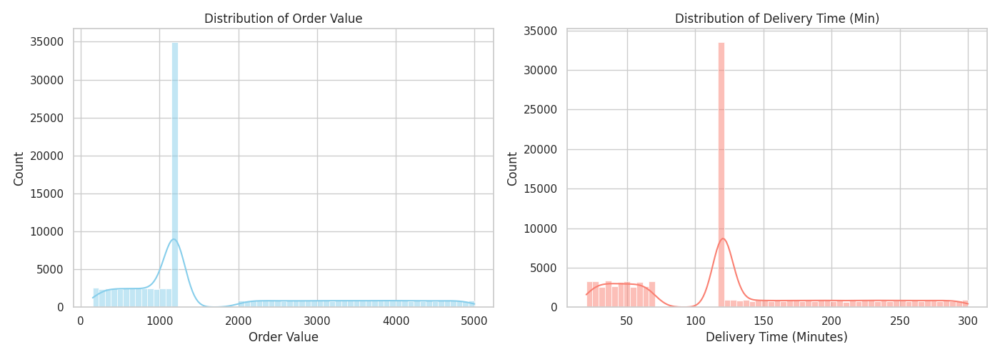 Distribution of Order Value
35000
30000
25000
20000
15000
10000
5000
0
Count
0 1000 2000 3000 4000 5000
Order Value
Distribution of Delivery Time (Min)
35000
30000
25000
20000
15000
10000
5000
0
Count
50 100 150 200 250 300
Delivery Time (Minutes)